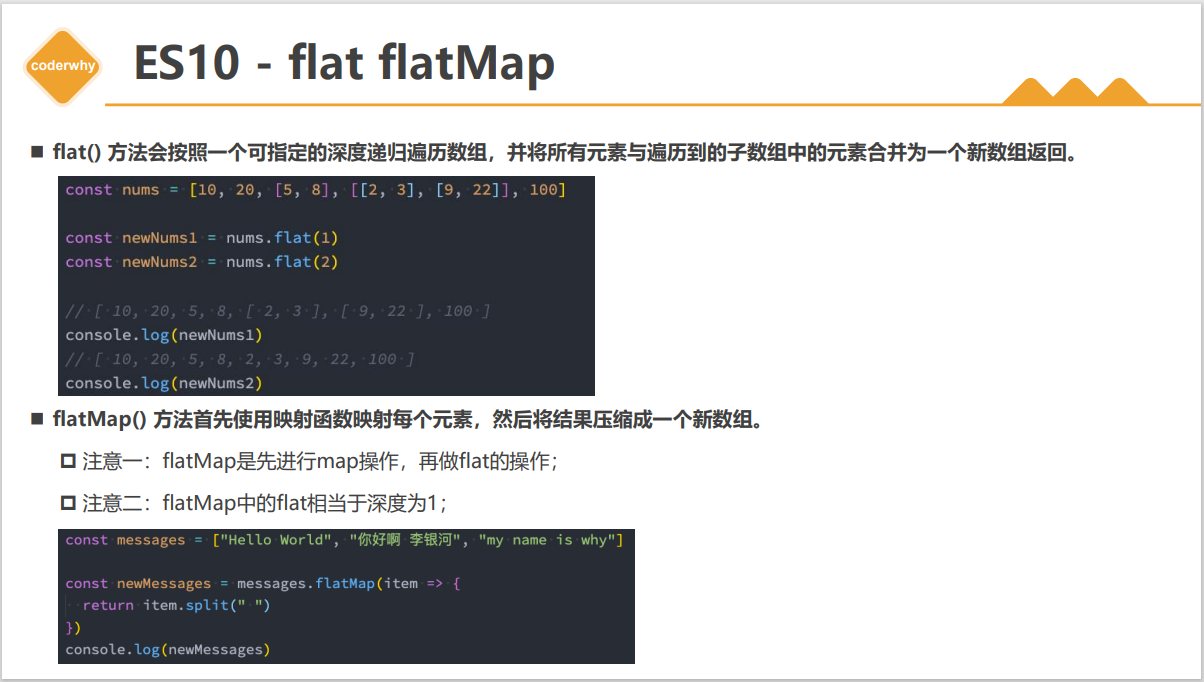 coderwhy
ES10 - flat flatMap
flat() 方法会按照一个可指定的深度递归遍历数组，并将所有元素与遍历到的子数组中的元素合并为一个新数组返回。
const nums = [10, 20, [5, 8], [[2, 3], [9, 22]], 100]
const newNums1 = nums.flat(1)
const newNums2 = nums.flat(2)
// [ 10, 20, 5, 8, [ 2, 3 ], [ 9, 22 ], 100 ]
console.log(newNums1)
// [ 10, 20, 5, 8, 2, 3, 9, 22, 100 ]
console.log(newNums2)
flatMap() 方法首先使用映射函数映射每个元素，然后将结果压缩成一个新数组。
注意一：flatMap是先进行map操作，再做flat的操作；
注意二：flatMap中的flat相当于深度为1；
const messages = ["Hello World", "你好啊 李银河", "my name is why"]
const newMessages = messages.flatMap(item => {
return item.split(" ")
})
console.log(newMessages)